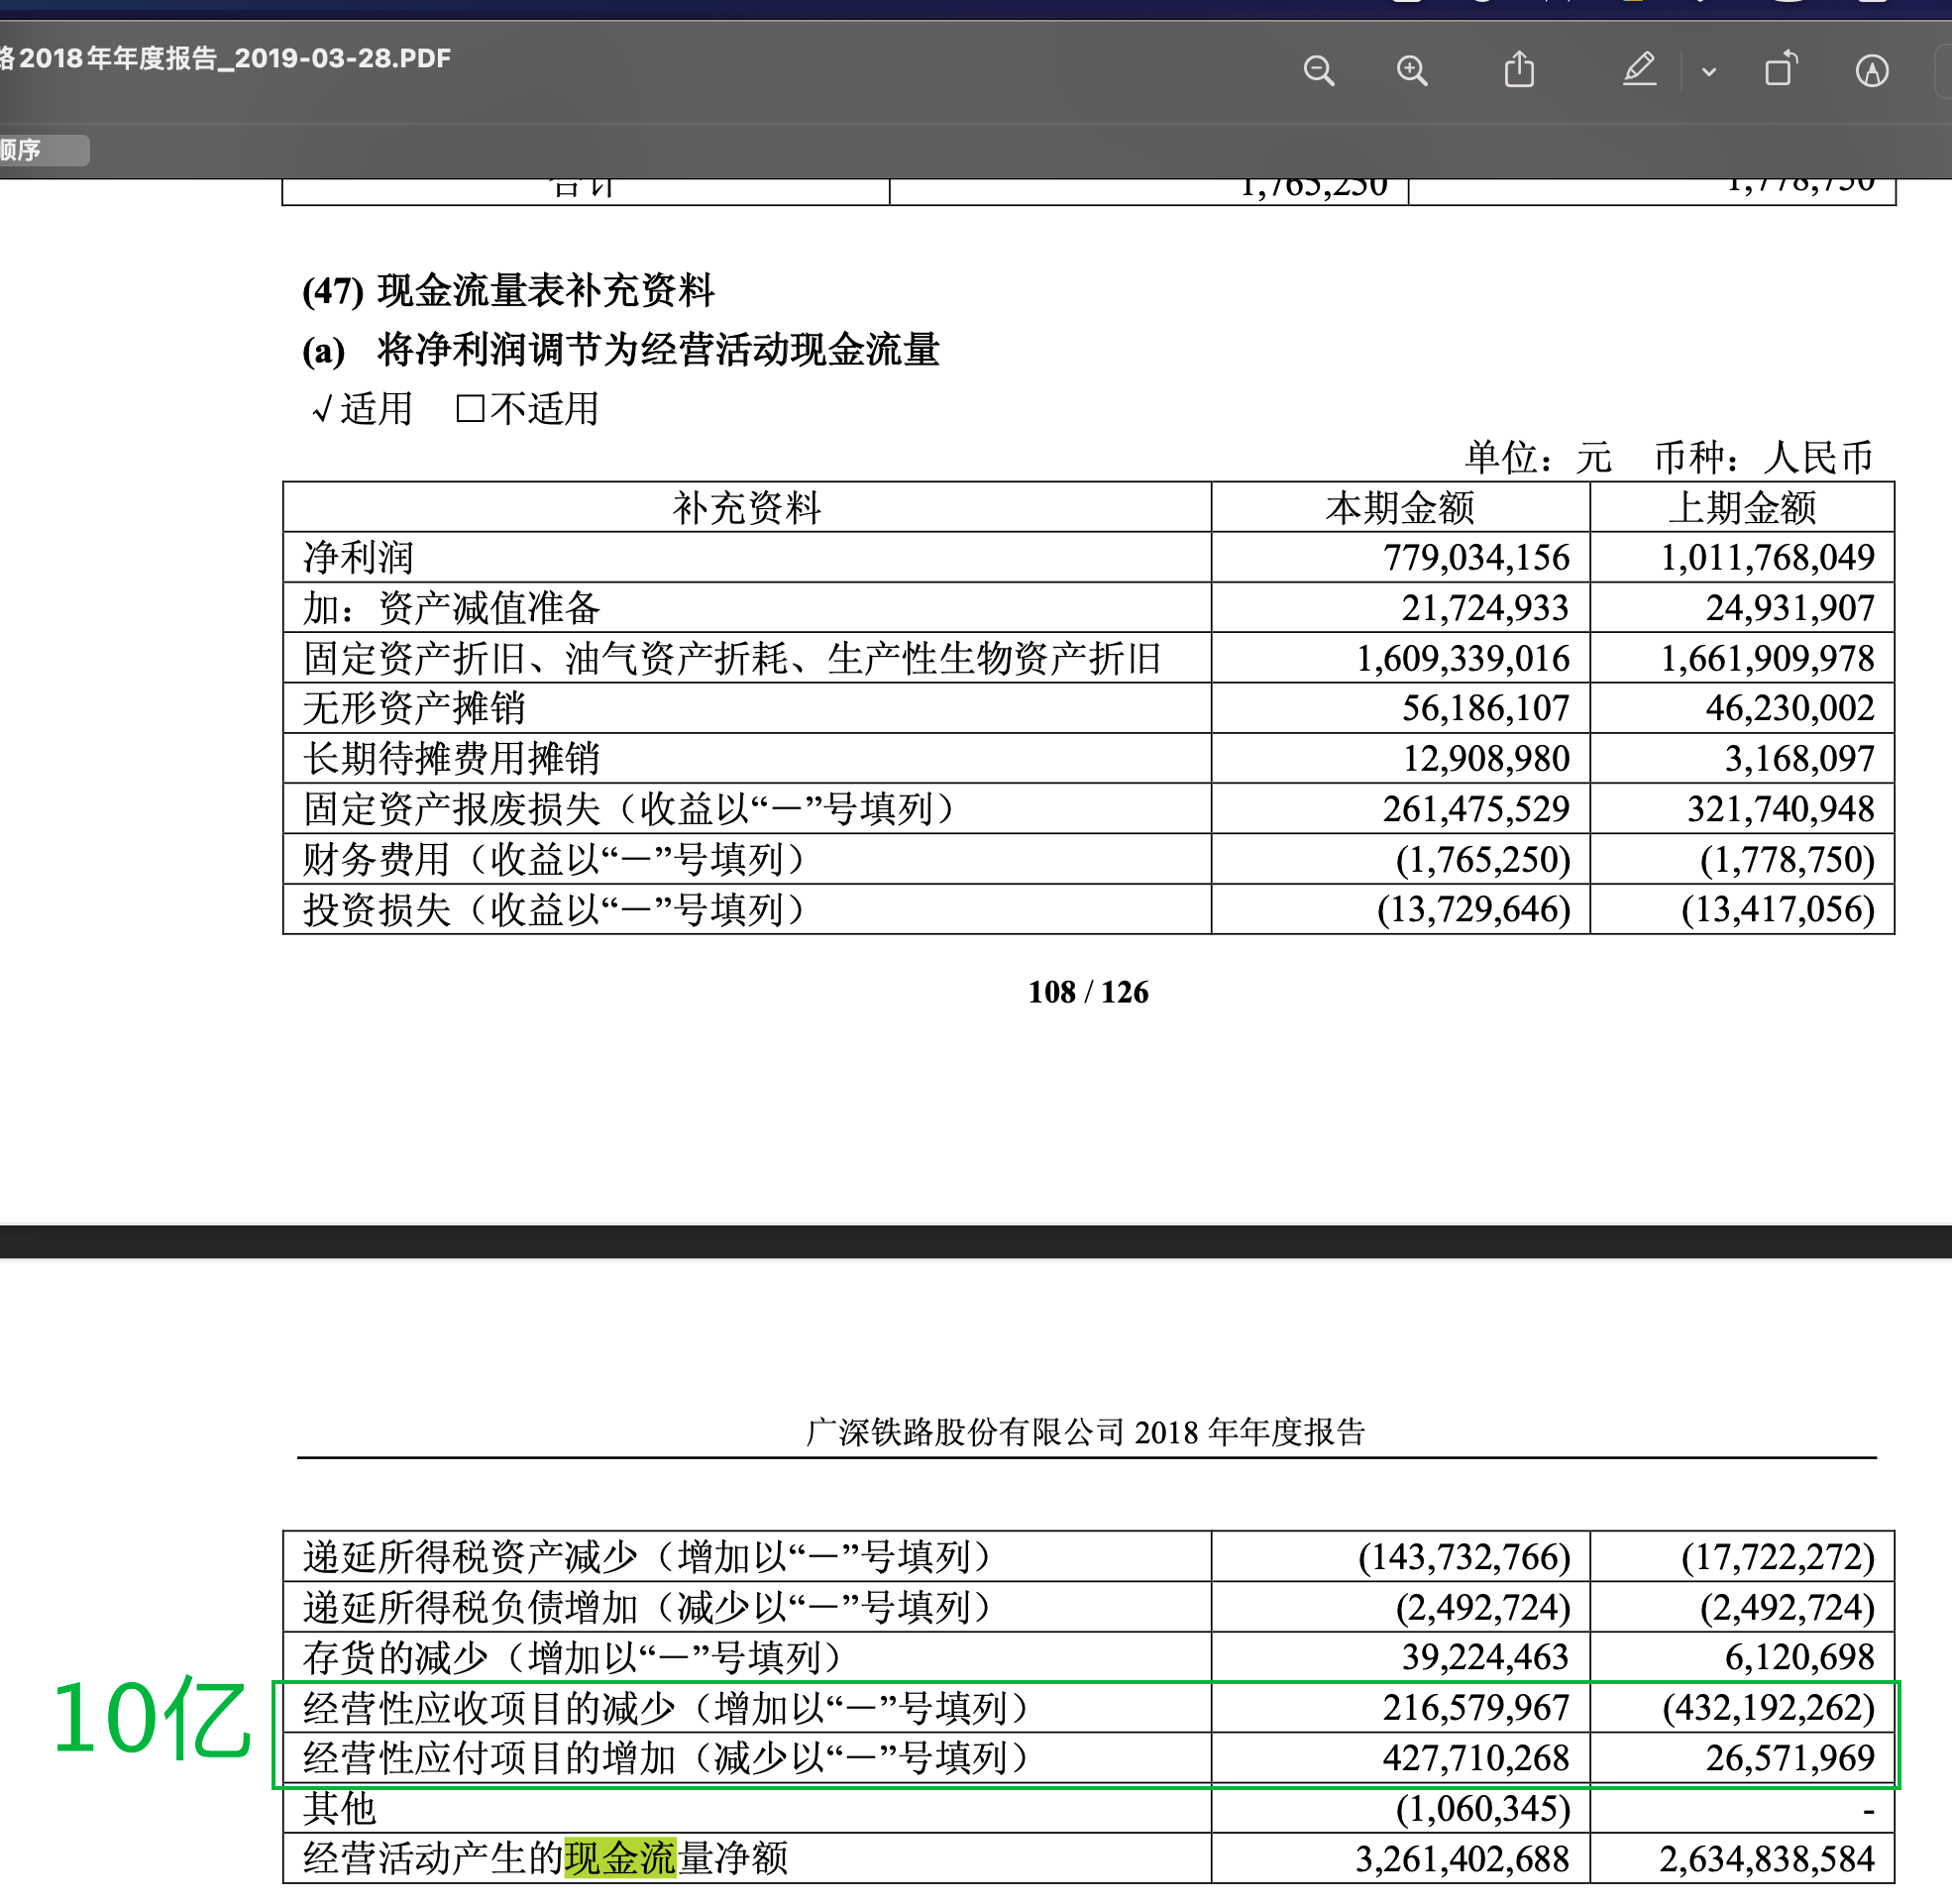 路2018年年度报告_2019-03-28.PDF
顺序
合计 1,765,250 1,778,750
(47) 现金流量表补充资料
(a) 将净利润调节为经营活动现金流量
√适用 □不适用
单位：元 币种：人民币
补充资料 本期金额 上期金额
净利润 779,034,156 1,011,768,049
加：资产减值准备 21,724,933 24,931,907
固定资产折旧、油气资产折耗、生产性生物资产折旧 1,609,339,016 1,661,909,978
无形资产摊销 56,186,107 46,230,002
长期待摊费用摊销 12,908,980 3,168,097
固定资产报废损失（收益以“－”号填列） 261,475,529 321,740,948
财务费用（收益以“－”号填列） (1,765,250) (1,778,750)
投资损失（收益以“－”号填列） (13,729,646) (13,417,056)
108 / 126
广深铁路股份有限公司 2018 年年度报告
递延所得税资产减少（增加以“－”号填列） (143,732,766) (17,722,272)
递延所得税负债增加（减少以“－”号填列） (2,492,724) (2,492,724)
存货的减少（增加以“－”号填列） 39,224,463 6,120,698
10亿
经营性应收项目的减少（增加以“－”号填列） 216,579,967 (432,192,262)
经营性应付项目的增加（减少以“－”号填列） 427,710,268 26,571,969
其他 (1,060,345) -
经营活动产生的现金流量净额 3,261,402,688 2,634,838,584